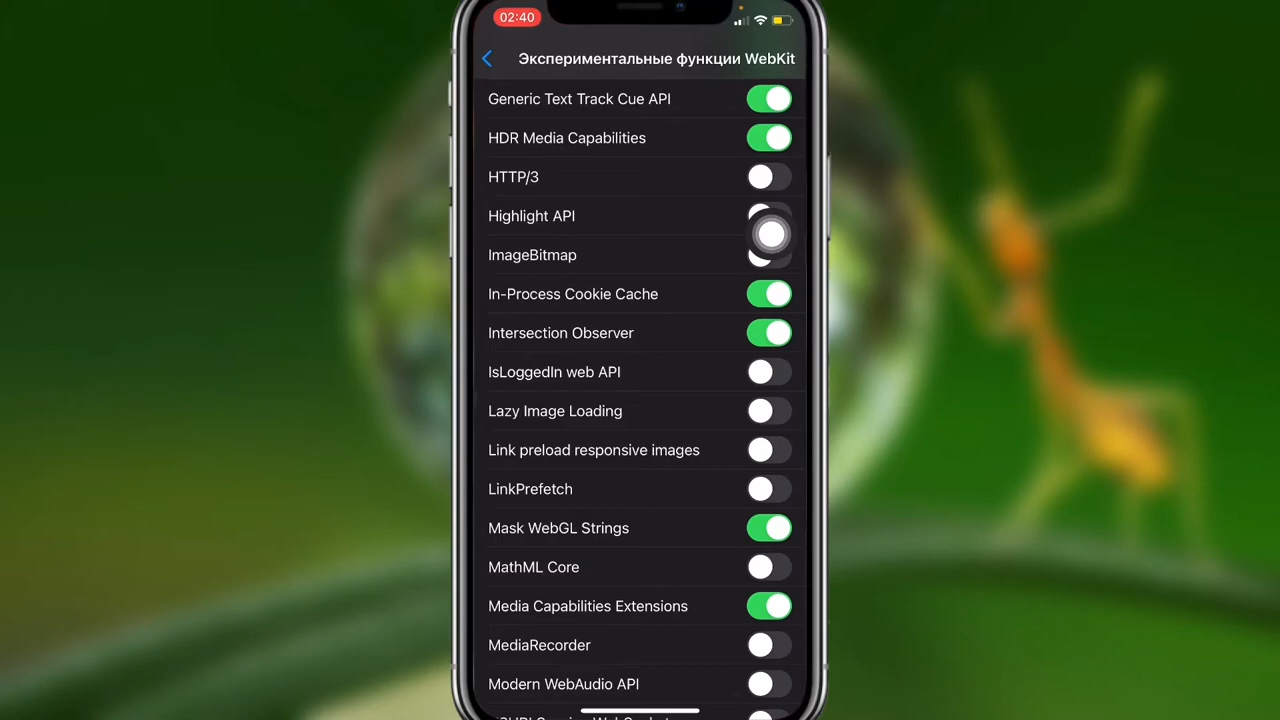 02:40
Экспериментальные функции WebKit
Generic Text Track Cue API
HDR Media Capabilities
HTTP/3
Highlight API
ImageBitmap
In-Process Cookie Cache
Intersection Observer
IsLoggedIn web API
Lazy Image Loading
Link preload responsive images
LinkPrefetch
Mask WebGL Strings
MathML Core
Media Capabilities Extensions
MediaRecorder
Modern WebAudio API